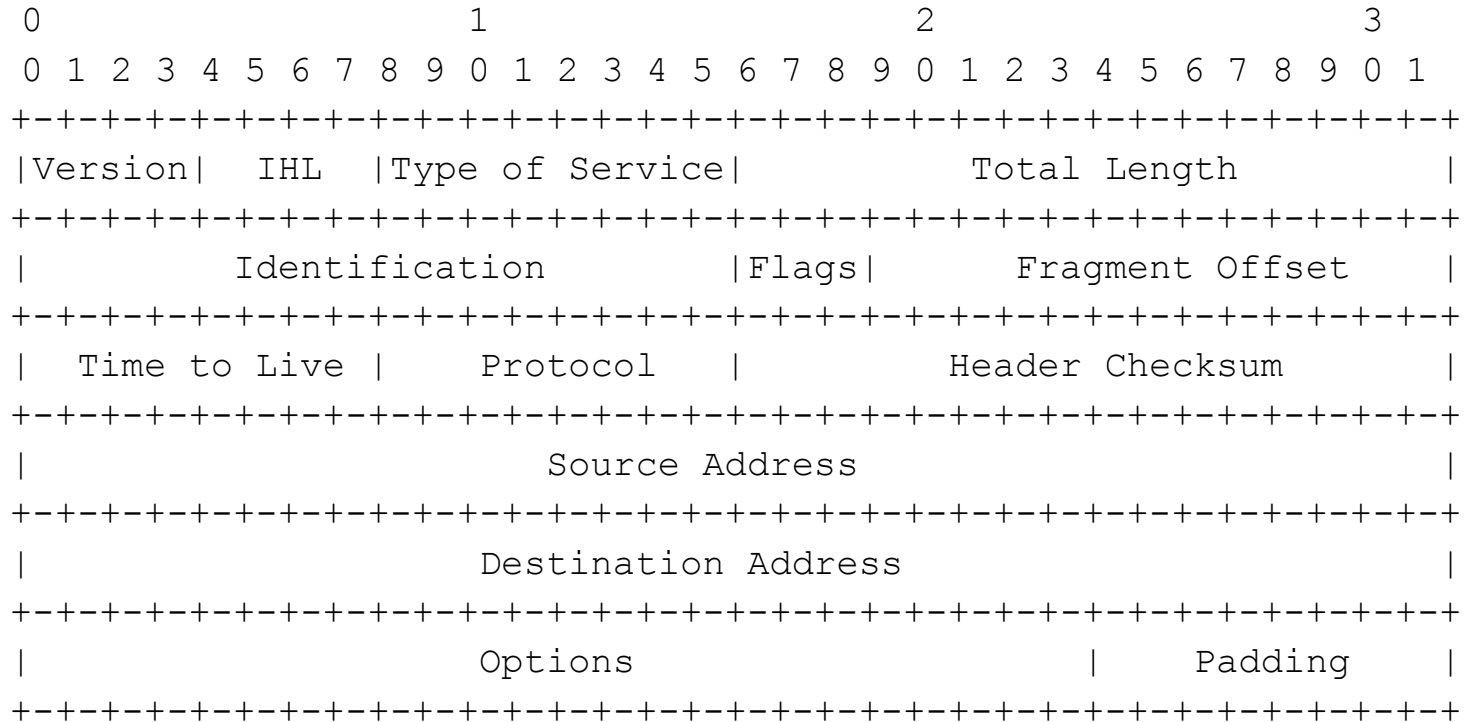 0                   1                   2                   3
 0 1 2 3 4 5 6 7 8 9 0 1 2 3 4 5 6 7 8 9 0 1 2 3 4 5 6 7 8 9 0 1
+-+-+-+-+-+-+-+-+-+-+-+-+-+-+-+-+-+-+-+-+-+-+-+-+-+-+-+-+-+-+-+-+
|Version|  IHL  |Type of Service|          Total Length         |
+-+-+-+-+-+-+-+-+-+-+-+-+-+-+-+-+-+-+-+-+-+-+-+-+-+-+-+-+-+-+-+-+
|         Identification        |Flags|      Fragment Offset    |
+-+-+-+-+-+-+-+-+-+-+-+-+-+-+-+-+-+-+-+-+-+-+-+-+-+-+-+-+-+-+-+-+
|  Time to Live |    Protocol   |         Header Checksum       |
+-+-+-+-+-+-+-+-+-+-+-+-+-+-+-+-+-+-+-+-+-+-+-+-+-+-+-+-+-+-+-+-+
|                       Source Address                          |
+-+-+-+-+-+-+-+-+-+-+-+-+-+-+-+-+-+-+-+-+-+-+-+-+-+-+-+-+-+-+-+-+
|                    Destination Address                        |
+-+-+-+-+-+-+-+-+-+-+-+-+-+-+-+-+-+-+-+-+-+-+-+-+-+-+-+-+-+-+-+-+
|                    Options                    |    Padding    |
+-+-+-+-+-+-+-+-+-+-+-+-+-+-+-+-+-+-+-+-+-+-+-+-+-+-+-+-+-+-+-+-+